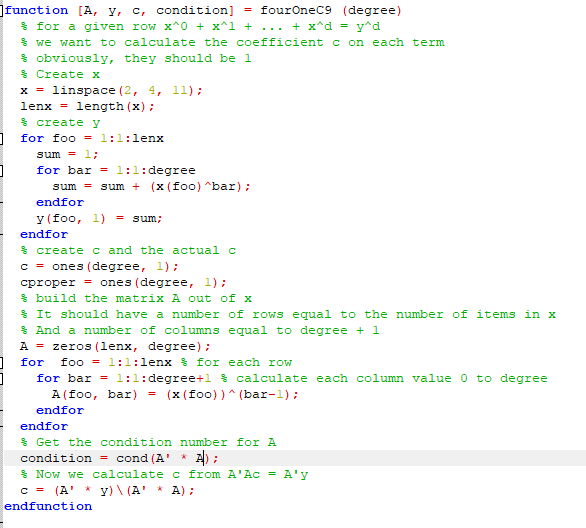 function [A, y, c, condition] = fourOneC9 (degree)
% for a given row x^0 + x^1 + ... + x^d = y^d
% we want to calculate the coefficient c on each term
% obviously, they should be 1
% Create x
x = linspace(2, 4, 11);
lenx = length(x);
% create y
for foo = 1:1:lenx
sum = 1;
for bar = 1:1:degree
sum = sum + (x(foo)^bar);
endfor
y(foo, 1) = sum;
endfor
% create c and the actual c
c = ones(degree, 1);
cproper = ones(degree, 1);
% build the matrix A out of x
% It should have a number of rows equal to the number of items in x
% And a number of columns equal to degree + 1
A = zeros(lenx, degree);
for  foo = 1:1:lenx % for each row
for bar = 1:1:degree+1 % calculate each column value 0 to degree
A(foo, bar) = (x(foo))^(bar-1);
endfor
endfor
% Get the condition number for A
condition = cond(A' * A);
% Now we calculate c from A'Ac = A'y
c = (A' * y)\(A' * A);
endfunction